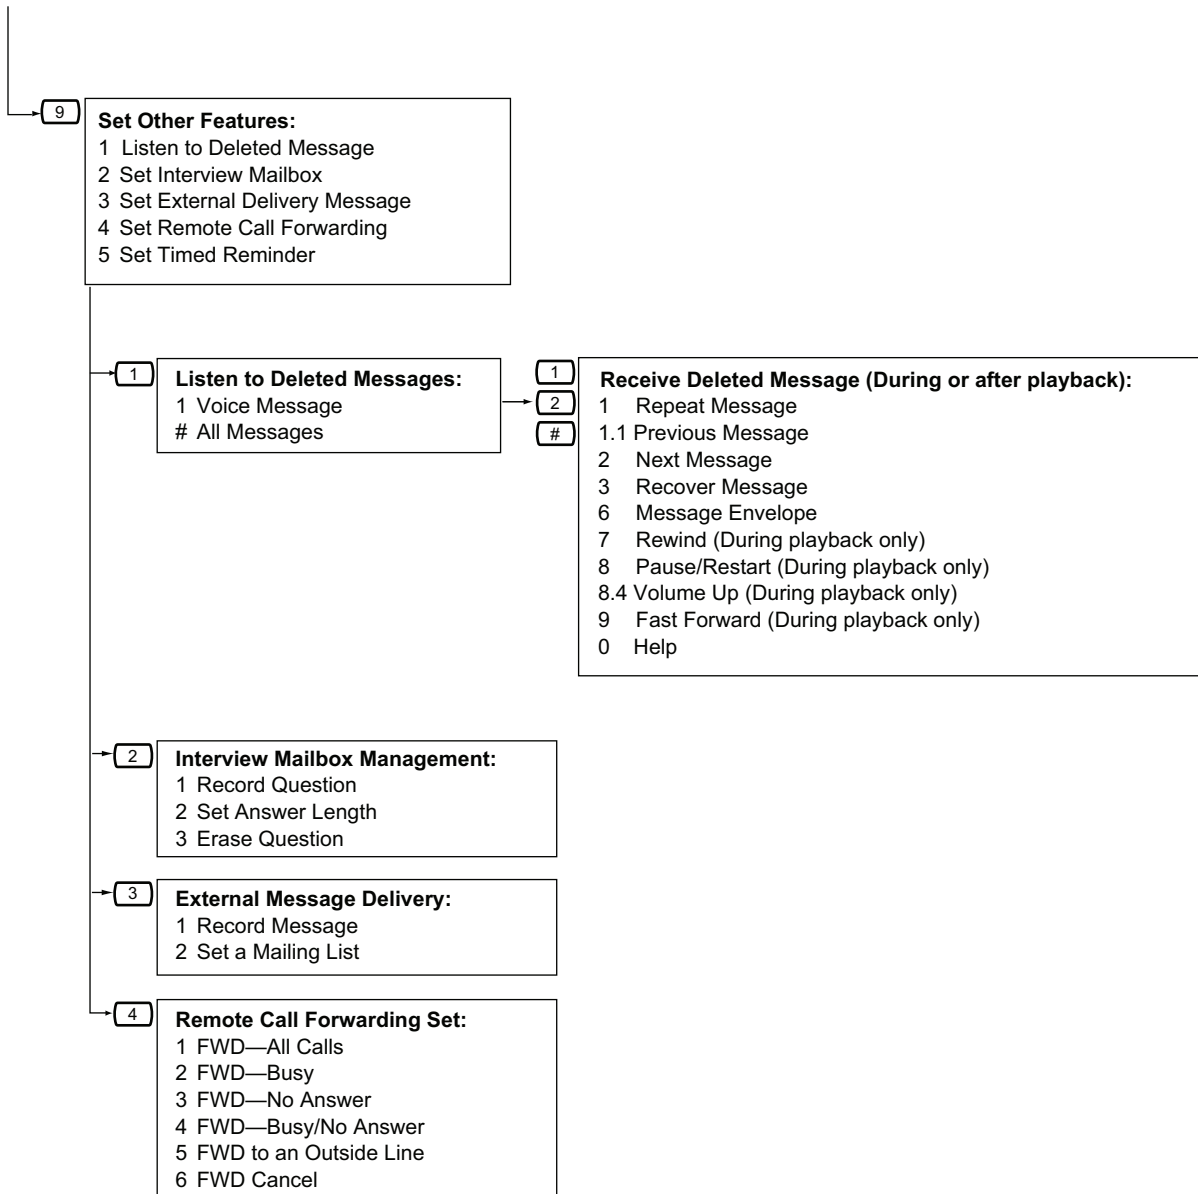 9
Set Other Features:
1 Listen to Deleted Message
2 Set Interview Mailbox
3 Set External Delivery Message
4 Set Remote Call Forwarding
5 Set Timed Reminder
1
Listen to Deleted Messages:
1 Voice Message
# All Messages
1
2
#
Receive Deleted Message (During or after playback):
1 Repeat Message
1.1 Previous Message
2 Next Message
3 Recover Message
6 Message Envelope
7 Rewind (During playback only)
8 Pause/Restart (During playback only)
8.4 Volume Up (During playback only)
9 Fast Forward (During playback only)
0 Help
2
Interview Mailbox Management:
1 Record Question
2 Set Answer Length
3 Erase Question
3
External Message Delivery:
1 Record Message
2 Set a Mailing List
4
Remote Call Forwarding Set:
1 FWD—All Calls
2 FWD—Busy
3 FWD—No Answer
4 FWD—Busy/No Answer
5 FWD to an Outside Line
6 FWD Cancel